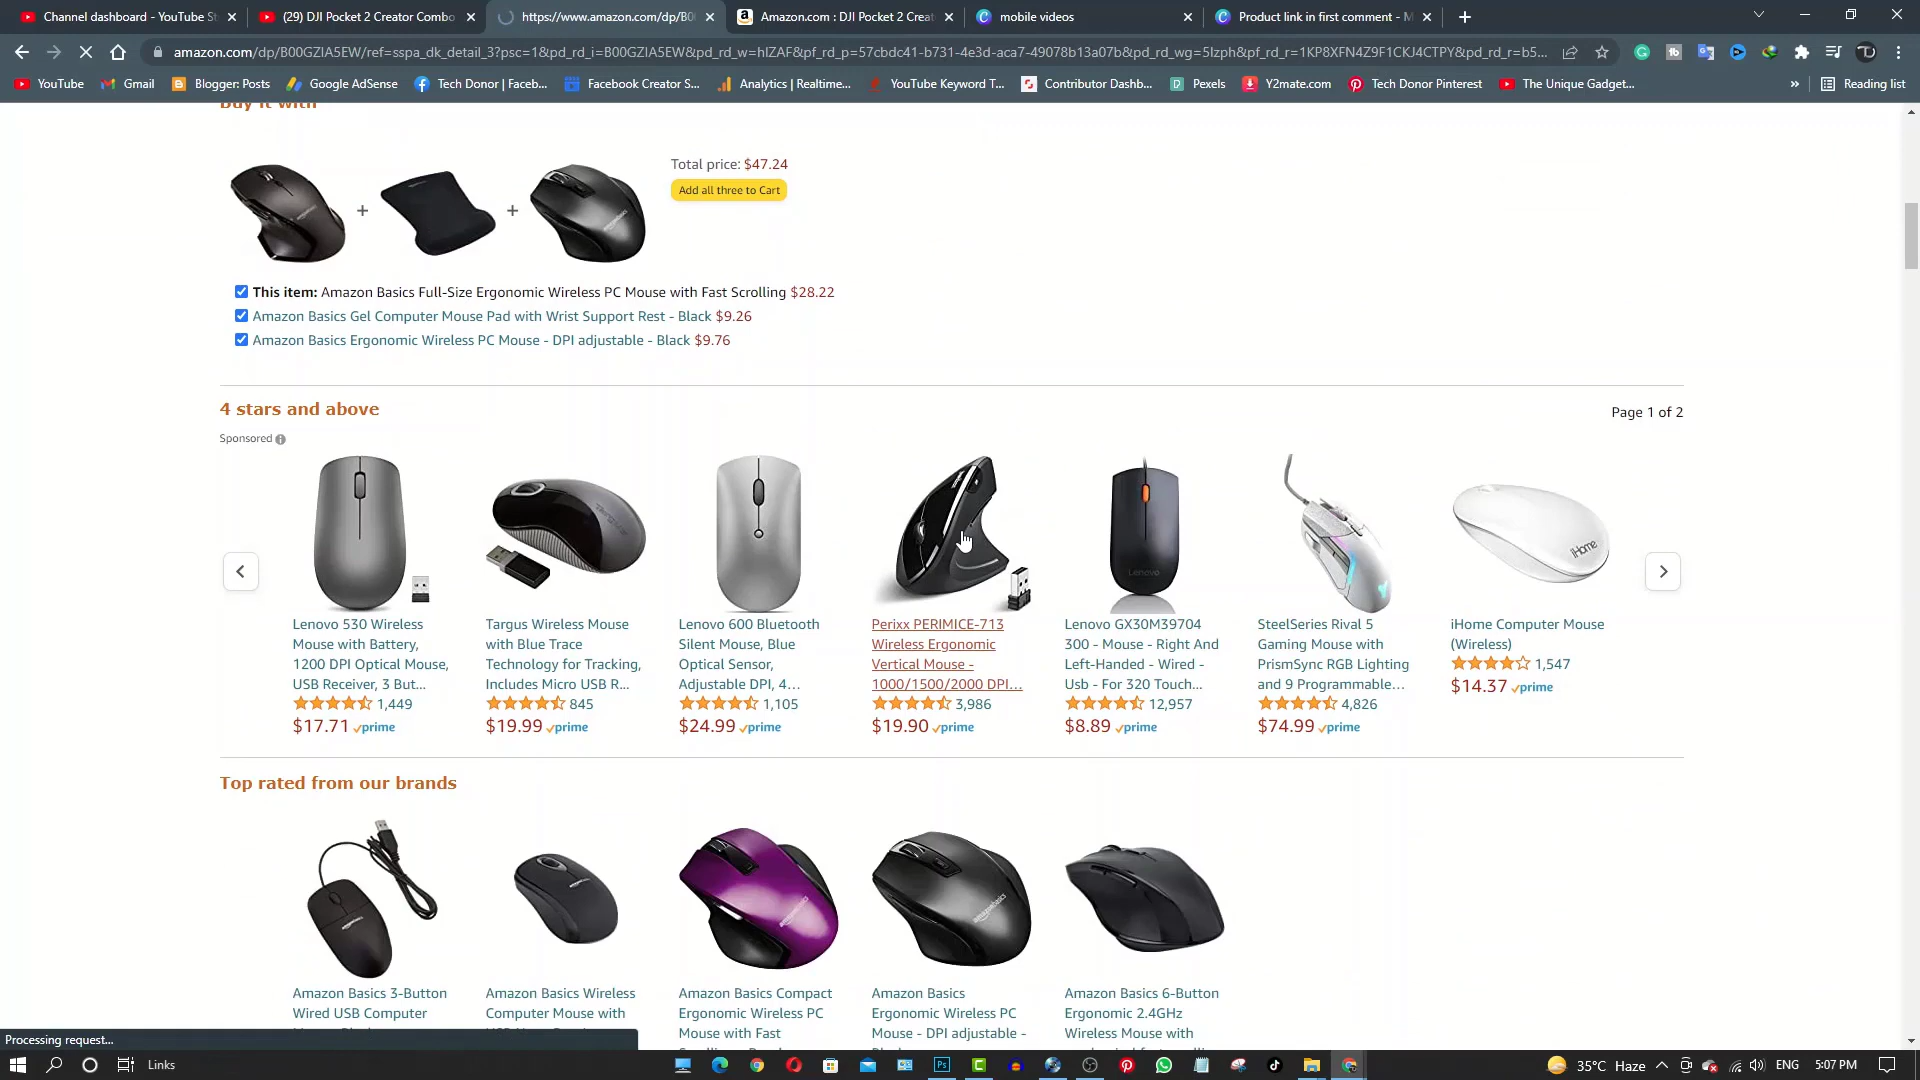 Channel dashboard - YouTube St
(29) DJI Pocket 2 Creator Combo
https://www.amazon.com/dp/B0
Amazon.com : DJI Pocket 2 Creat
mobile videos
Product link in first comment - M
amazon.com/dp/B00GZIA5EW/ref=sspa_dk_detail_3?psc=1&pd_rd_i=B00GZIA5EW&pd_rd_w=hIZAF&pf_rd_p=57cbdc41-b731-4e3d-aca7-49078b13a07b&pd_rd_wg=5Izph&pf_rd_r=1KP8XFN4Z9F1CKJ4CTPY&pd_rd_r=b5...
YouTube
Gmail
Blogger: Posts
Google AdSense
Tech Donor | Faceb...
Facebook Creator S...
Analytics | Realtime...
YouTube Keyword T...
Contributor Dashb...
Pexels
Y2mate.com
Tech Donor Pinterest
The Unique Gadget...
»
Reading list
Buy it with
Total price: $47.24
Add all three to Cart
This item: Amazon Basics Full-Size Ergonomic Wireless PC Mouse with Fast Scrolling $28.22
Amazon Basics Gel Computer Mouse Pad with Wrist Support Rest - Black $9.26
Amazon Basics Ergonomic Wireless PC Mouse - DPI adjustable - Black $9.76
4 stars and above
Page 1 of 2
Sponsored
Lenovo 530 Wireless
Mouse with Battery,
1200 DPI Optical Mouse,
USB Receiver, 3 But...
1,449
$17.71 prime
Targus Wireless Mouse
with Blue Trace
Technology for Tracking,
Includes Micro USB R...
845
$19.99 prime
Lenovo 600 Bluetooth
Silent Mouse, Blue
Optical Sensor,
Adjustable DPI, 4...
1,105
$24.99 prime
Perixx PERIMICE-713
Wireless Ergonomic
Vertical Mouse -
1000/1500/2000 DPI...
3,986
$19.90 prime
Lenovo
Lenovo GX30M39704
300 - Mouse - Right And
Left-Handed - Wired -
Usb - For 320 Touch...
12,957
$8.89 prime
SteelSeries Rival 5
Gaming Mouse with
PrismSync RGB Lighting
and 9 Programmable...
4,826
$74.99 prime
iHome
iHome Computer Mouse
(Wireless)
1,547
$14.37 prime
Top rated from our brands
Amazon Basics 3-Button
Wired USB Computer
Amazon Basics Wireless
Computer Mouse with
Amazon Basics Compact
Ergonomic Wireless PC
Mouse with Fast
Amazon Basics
Ergonomic Wireless PC
Mouse - DPI adjustable -
Amazon Basics 6-Button
Ergonomic 2.4GHz
Wireless Mouse with
Processing request...
Links
35°C Haze
ENG
5:07 PM